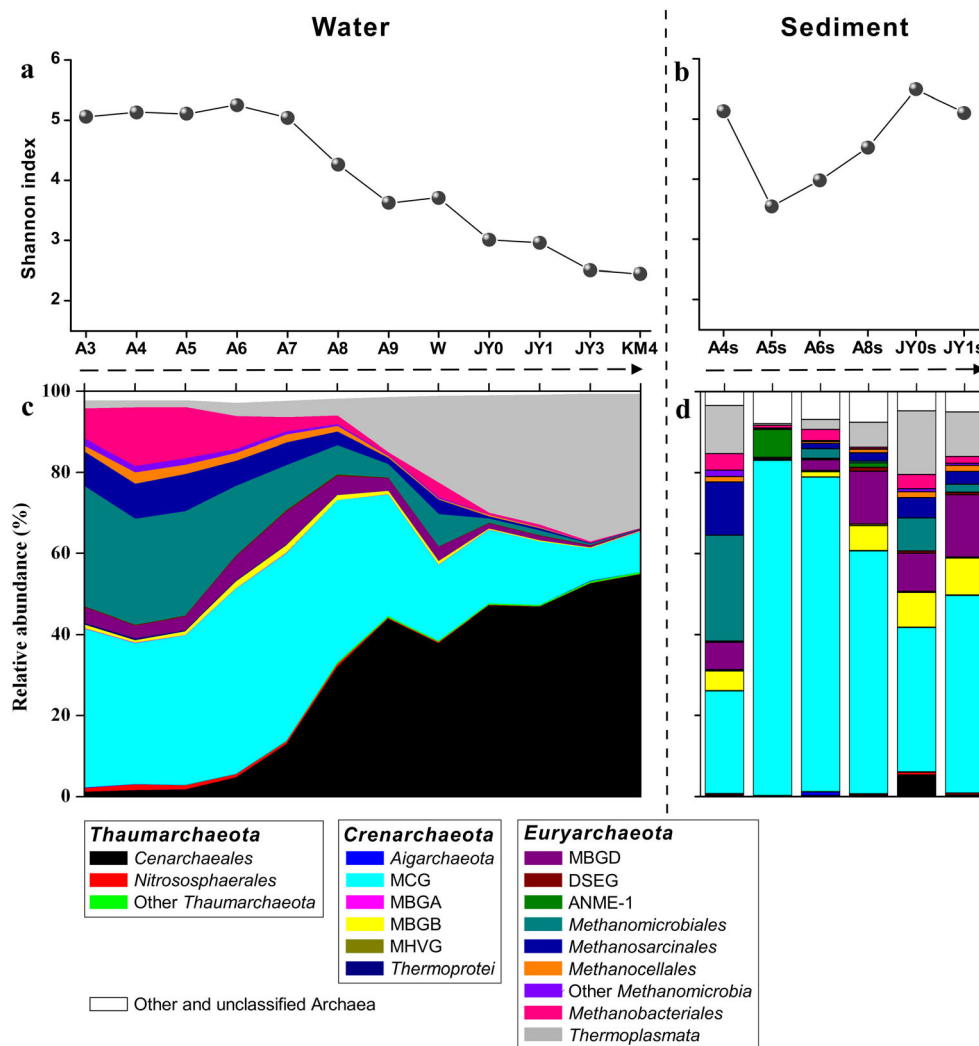 Water
Sediment
a
b
6
5
4
3
2
Shannon index
A3 A4 A5 A6 A7 A8 A9 W JY0 JY1 JY3 KM4
A4s A5s A6s A8s JY0s JY1s
c
d
100
80
60
40
20
0
Relative abundance (%)
Thaumarchaeota
Cenarchaeales
Nitrososphaerales
Other Thaumarchaeota
Crenarchaeota
Aigarchaeota
MCG
MBGA
MBGB
MHVG
Thermoprotei
Euryarchaeota
MBGD
DSEG
ANME-1
Methanomicrobiales
Methanosarcinales
Methanocellales
Other Methanomicrobia
Methanobacteriales
Thermoplasmata
Other and unclassified Archaea